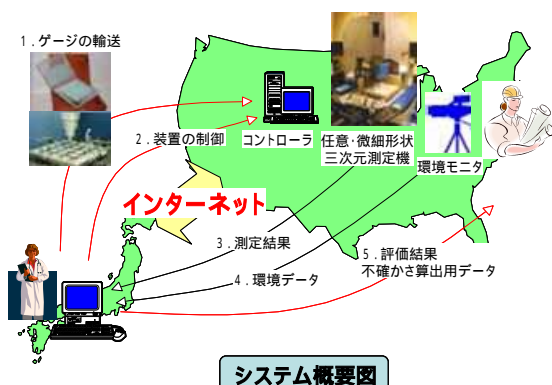 1.ゲージの輸送
2.装置の制御
コントローラ
任意・微細形状
三次元測定機
環境モニタ
インターネット
3.測定結果
4.環境データ
5.評価結果
不確かさ算出用データ
システム概要図